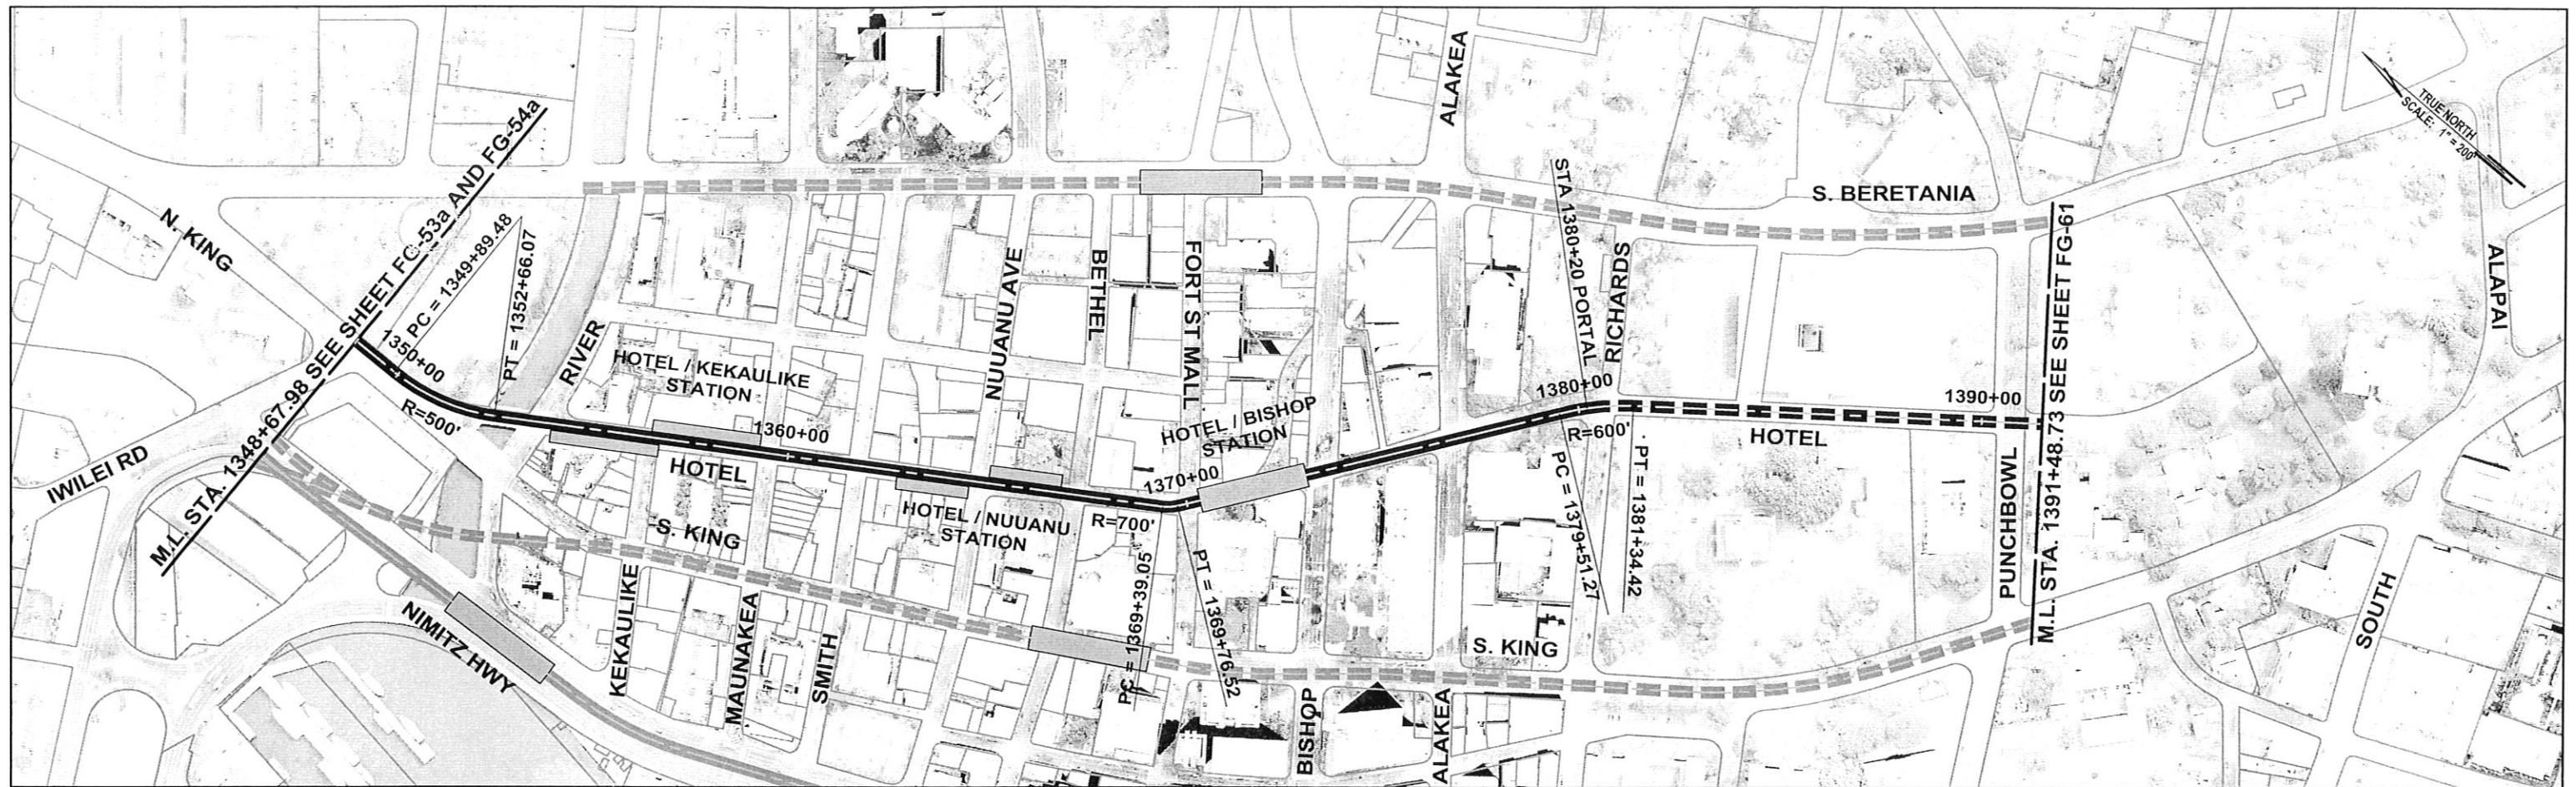 ALAKEA
TRUE NORTH
SCALE: 1" = 200'
S. BERETANIA
N. KING
M.L. STA. 1348+67.98 SEE SHEET FG-53a AND FG-54a
PC = 1349+89.48
PT = 1352+66.07
1350+00
R=500'
RIVER
HOTEL / KEKAULIKE
STATION
NUUANU AVE
BETHEL
FORT ST MALL
STA 1380+20 PORTAL
RICHARDS
ALAPAI
M.L. STA. 1391+48.73 SEE SHEET FG-61
1360+00
HOTEL
HOTEL / BISHOP
STATION
1370+00
1380+00
R=600'
1390+00
HOTEL
IWILEI RD
S. KING
HOTEL / NUUANU
STATION
R=700'
PC = 1369+39.05
PT = 1369+76.52
PC = 1379+51.27
PT = 1381+34.42
PUNCHBOWL
NIMITZ HWY
KEKAULIKE
MAUNAKEA
SMITH
BISHOP
ALAKEA
S. KING
SOUTH